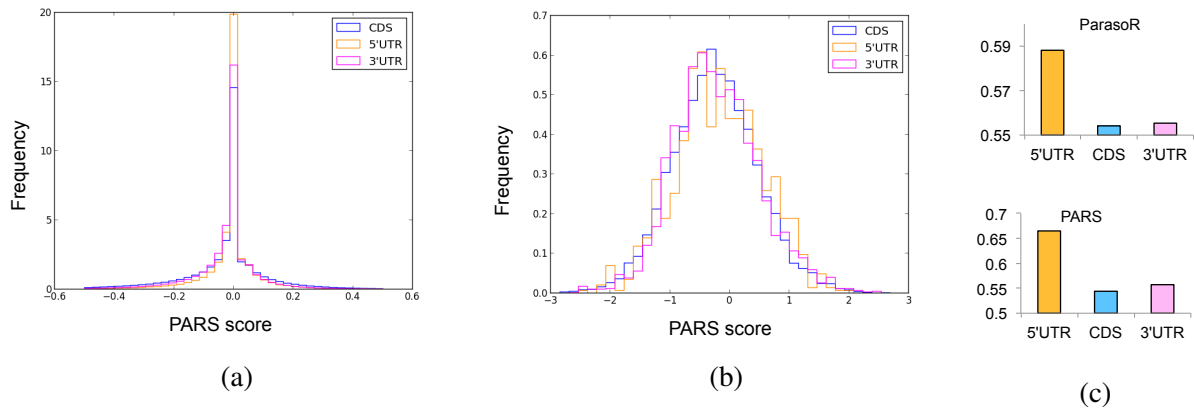 20
15
10
5
0
−0.6
−0.4
−0.2
0.0
0.2
0.4
0.6
Frequency
PARS score
CDS
5'UTR
3'UTR
(a)
0.7
0.6
0.5
0.4
0.3
0.2
0.1
0.0
−3
−2
−1
0
1
2
3
Frequency
PARS score
CDS
5'UTR
3'UTR
(b)
ParasoR
0.59
0.57
0.55
5'UTR CDS 3'UTR
PARS
0.7
0.65
0.6
0.55
0.5
5'UTR CDS 3'UTR
(c)